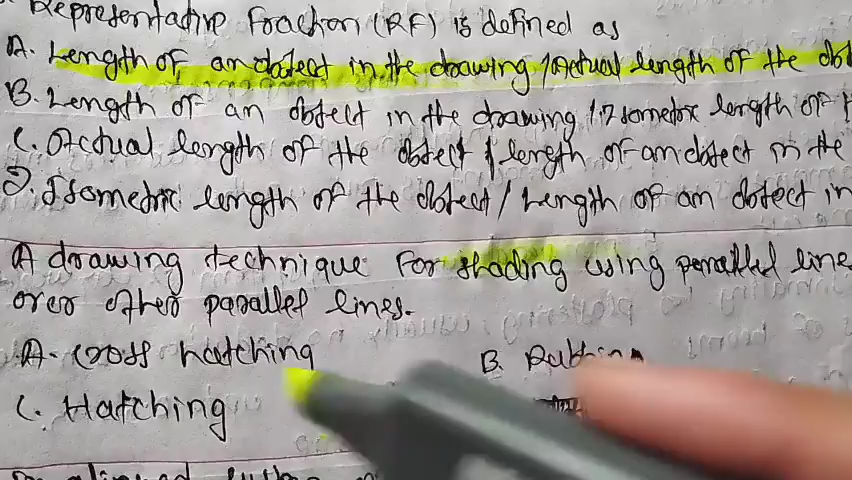 Representative Fraction (RF) is defined as
A. Length of an object in the drawing / Actual length of the
B. Length of an object in the drawing / Isometric length of
C. Actual length of the object / length of an object in the
D. Isometric length of the object / Length of an object in
A drawing technique for shading using parallel line
over other parallel lines.
A. Cross hatching
B. Rubbing
C. Hatching